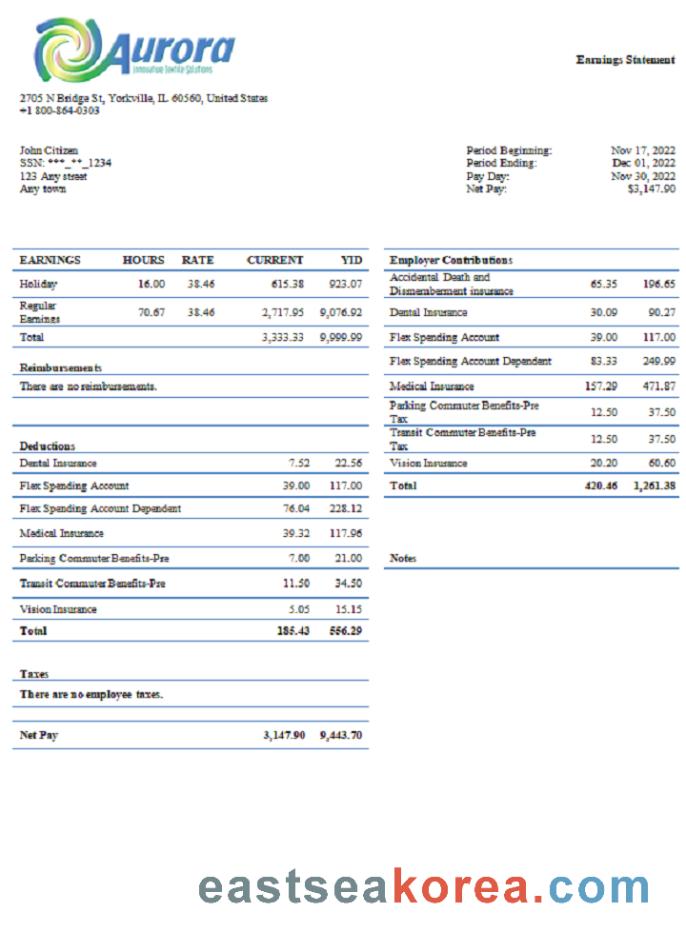 Aurora
Innovative Textile Solutions
Earnings Statement
2705 N Bridge St, Yorkville, IL 60560, United States
+1 800-864-0303
John Citizen
SSN: ***_**_1234
123 Any street
Any town
Period Beginning: Nov 17, 2022
Period Ending: Dec 01, 2022
Pay Day: Nov 30, 2022
Net Pay: $3,147.90
EARNINGS HOURS RATE CURRENT YTD
Holiday 16.00 38.46 615.38 923.07
Regular
Earnings 70.67 38.46 2,717.95 9,076.92
Total 3,333.33 9,999.99
Reimbursements
There are no reimbursements.
Deductions
Dental Insurance 7.52 22.56
Flex Spending Account 39.00 117.00
Flex Spending Account Dependent 76.04 228.12
Medical Insurance 39.32 117.96
Parking Commuter Benefits-Pre 7.00 21.00
Transit Commuter Benefits-Pre 11.50 34.50
Vision Insurance 5.05 15.15
Total 185.43 556.29
Taxes
There are no employee taxes.
Net Pay 3,147.90 9,443.70
Employer Contributions
Accidental Death and
Dismemberment insurance 65.35 196.65
Dental Insurance 30.09 90.27
Flex Spending Account 39.00 117.00
Flex Spending Account Dependent 83.33 249.99
Medical Insurance 157.29 471.87
Parking Commuter Benefits-Pre
Tax 12.50 37.50
Transit Commuter Benefits-Pre
Tax 12.50 37.50
Vision Insurance 20.20 60.60
Total 420.46 1,261.38
Notes
eastseakorea.com